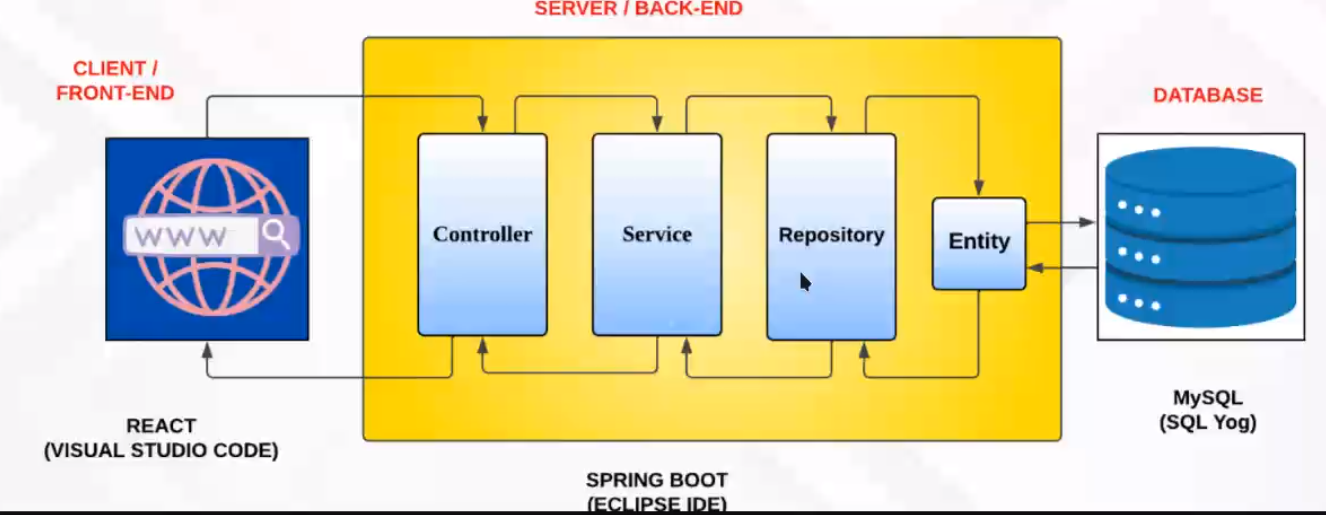 SERVER / BACK-END
CLIENT /
FRONT-END
DATABASE
WWW
Controller
Service
Repository
Entity
REACT
(VISUAL STUDIO CODE)
MySQL
(SQL Yog)
SPRING BOOT
(ECLIPSE IDE)